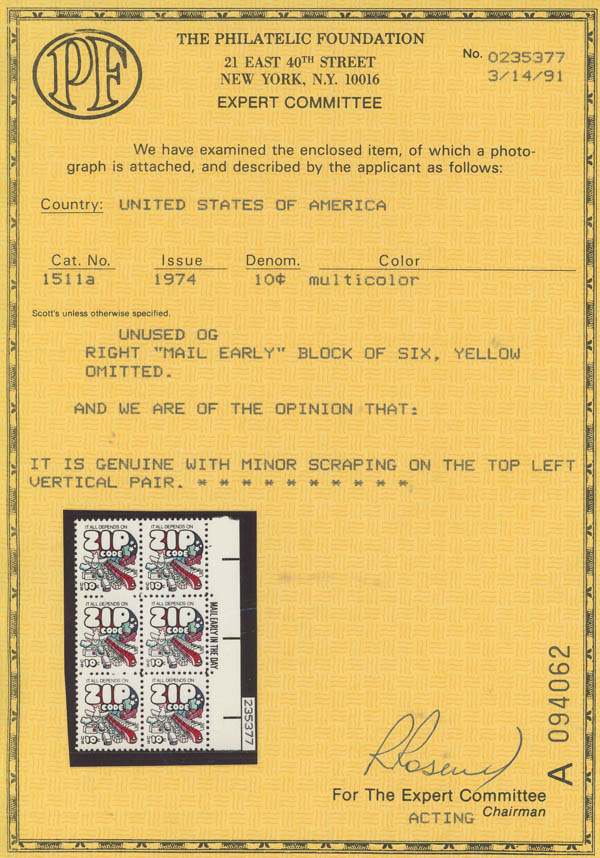 PF
THE PHILATELIC FOUNDATION
21 EAST 40TH STREET
NEW YORK, N.Y. 10016
EXPERT COMMITTEE
No. 0235377
3/14/91
We have examined the enclosed item, of which a photo-
graph is attached, and described by the applicant as follows:
Country: UNITED STATES OF AMERICA
Cat. No. Issue Denom. Color
1511a 1974 10¢ multicolor
Scott's unless otherwise specified.
UNUSED OG
RIGHT "MAIL EARLY" BLOCK OF SIX, YELLOW
OMITTED.
AND WE ARE OF THE OPINION THAT:
IT IS GENUINE WITH MINOR SCRAPING ON THE TOP LEFT
VERTICAL PAIR. * * * * * * * * * *
IT ALL DEPENDS ON IT ALL DEPENDS ON
ZIP ZIP
CODE CODE
10¢ 10¢
IT ALL DEPENDS ON IT ALL DEPENDS ON
ZIP ZIP
CODE CODE
10¢ 10¢
IT ALL DEPENDS ON IT ALL DEPENDS ON
ZIP ZIP
CODE CODE
10¢ 10¢
MAIL EARLY IN THE DAY
235377
A 094062
For The Expert Committee
ACTING Chairman